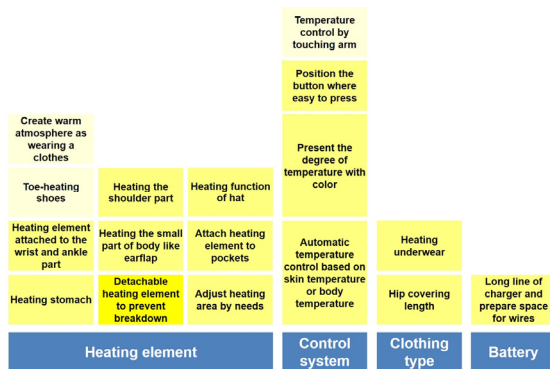 Temperature
control by
touching arm
Position the
button where
easy to press
Create warm
atmosphere as
wearing a
clothes
Present the
degree of
temperature with
color
Toe-heating
shoes
Heating the
shoulder part
Heating function
of hat
Heating element
attached to the
wrist and ankle
part
Heating the small
part of body like
earflap
Attach heating
element to
pockets
Automatic
temperature
control based on
skin temperature
or body
temperature
Heating
underwear
Heating stomach
Detachable
heating element
to prevent
breakdown
Adjust heating
area by needs
Hip covering
length
Long line of
charger and
prepare space
for wires
Heating element
Control
system
Clothing
type
Battery